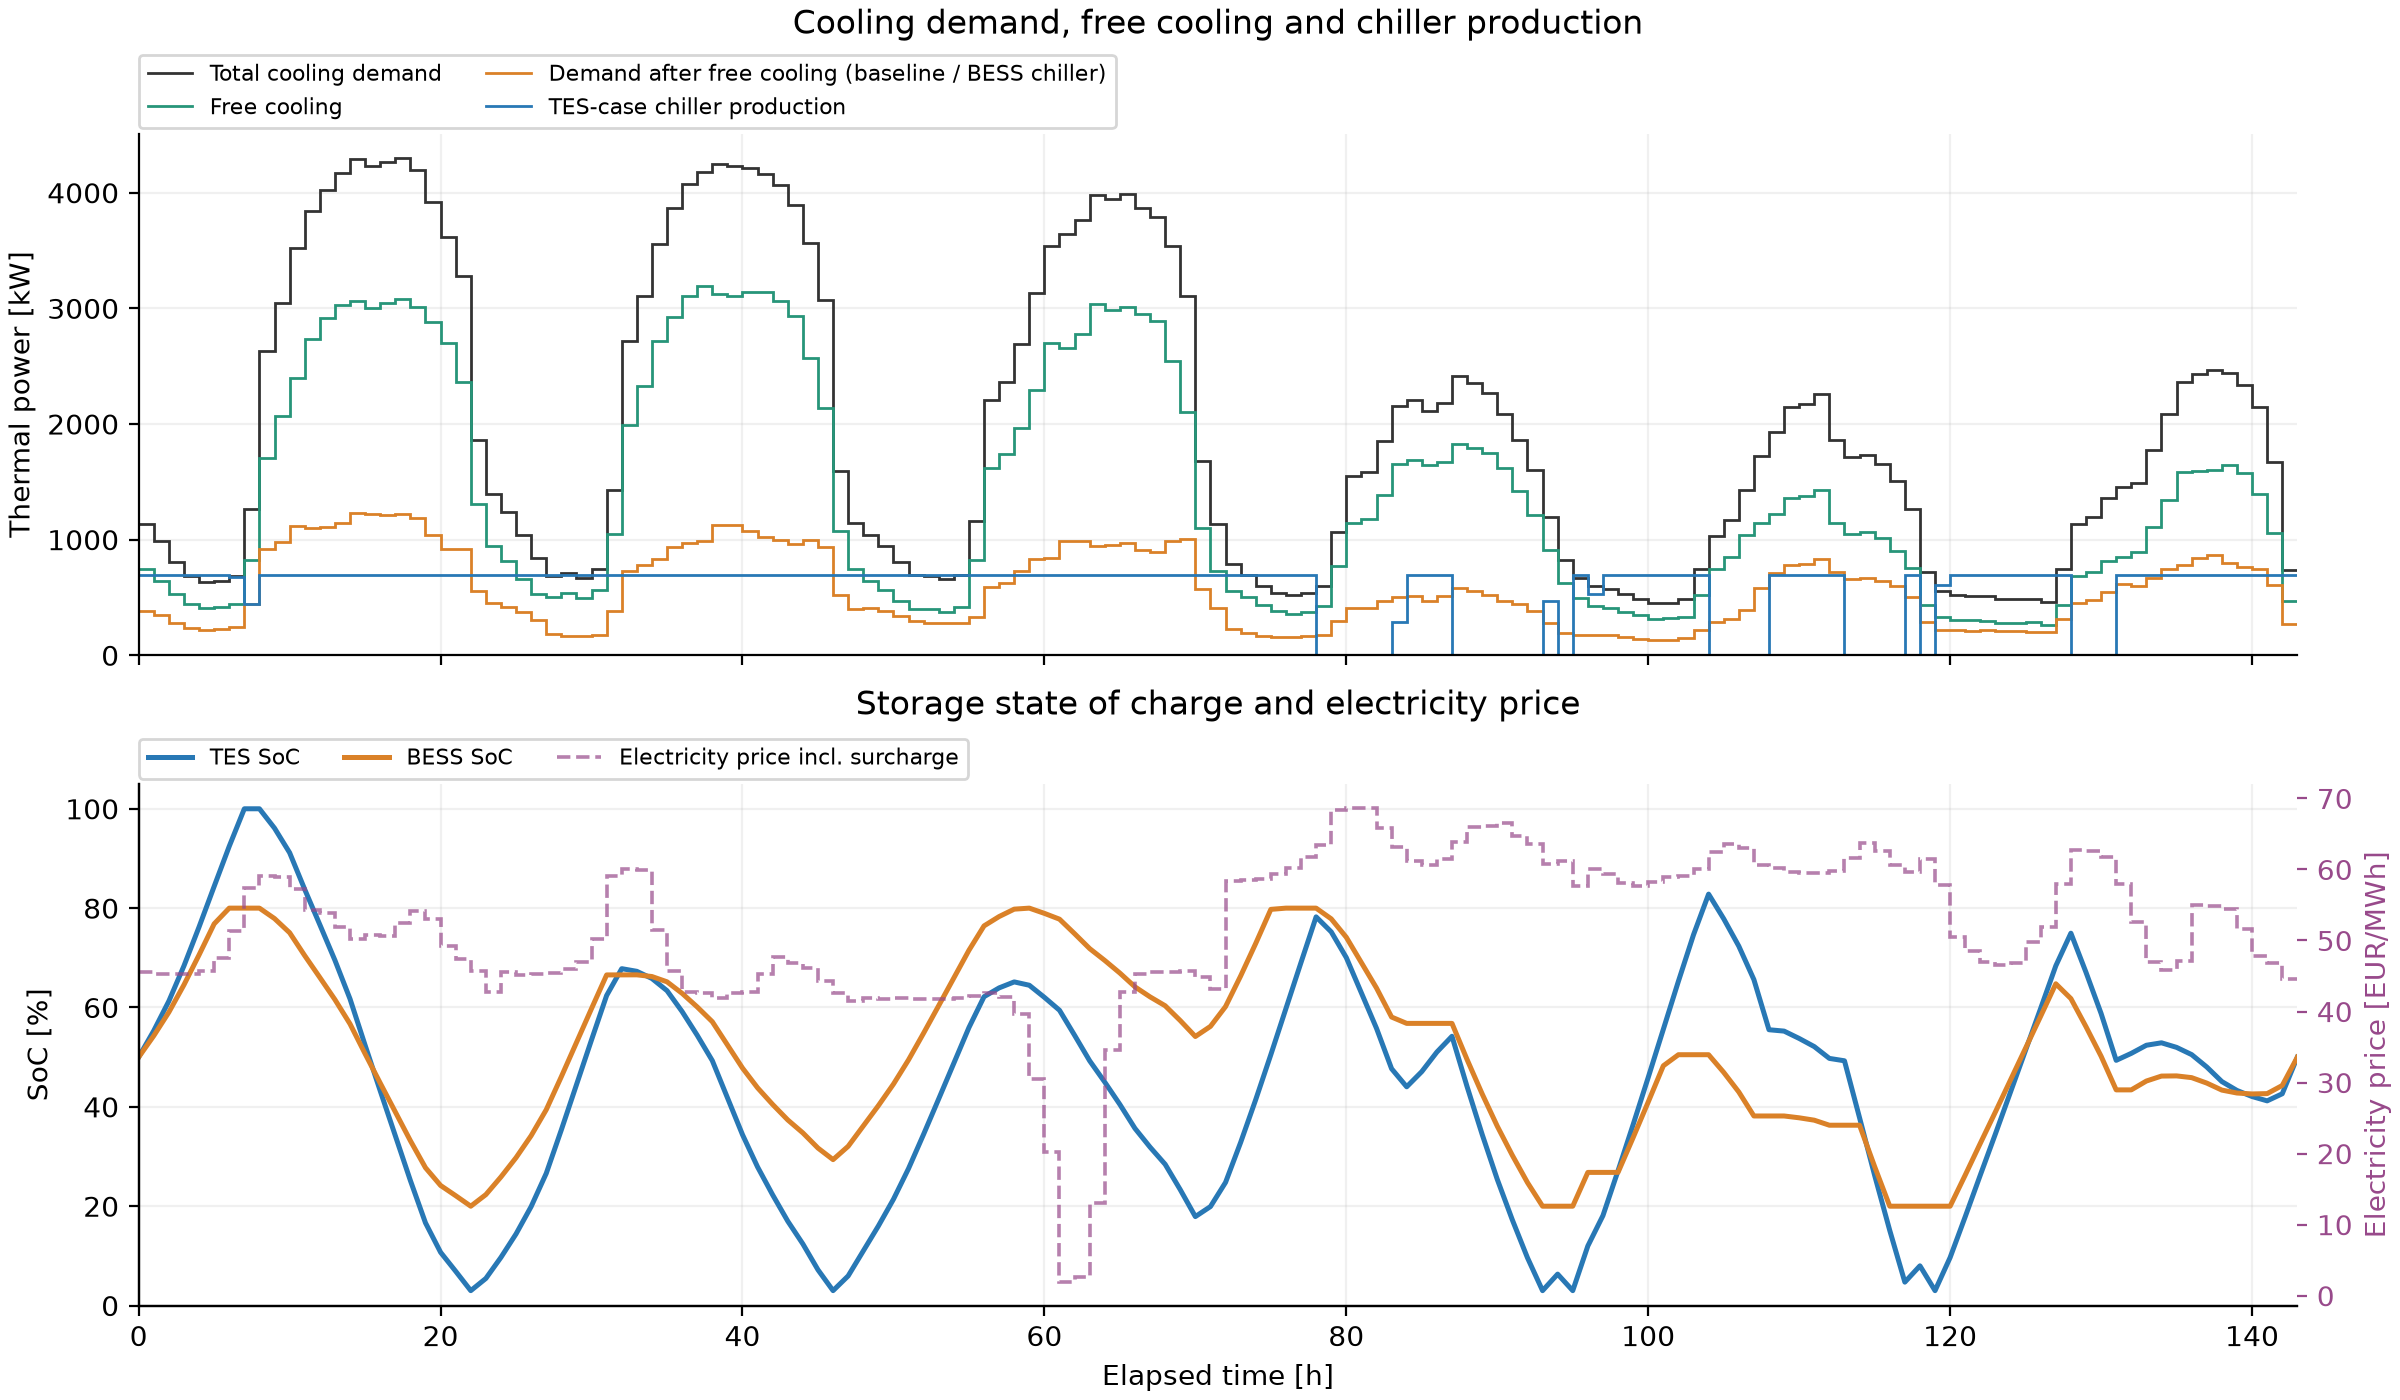 Cooling demand, free cooling and chiller production
Total cooling demand
Demand after free cooling (baseline / BESS chiller)
Free cooling
TES-case chiller production
Thermal power [kW]
4000
3000
2000
1000
0
Storage state of charge and electricity price
TES SoC
BESS SoC
Electricity price incl. surcharge
SoC [%]
100
80
60
40
20
0
70
60
50
40
30
20
10
0
Electricity price [EUR/MWh]
0 20 40 60 80 100 120 140
Elapsed time [h]